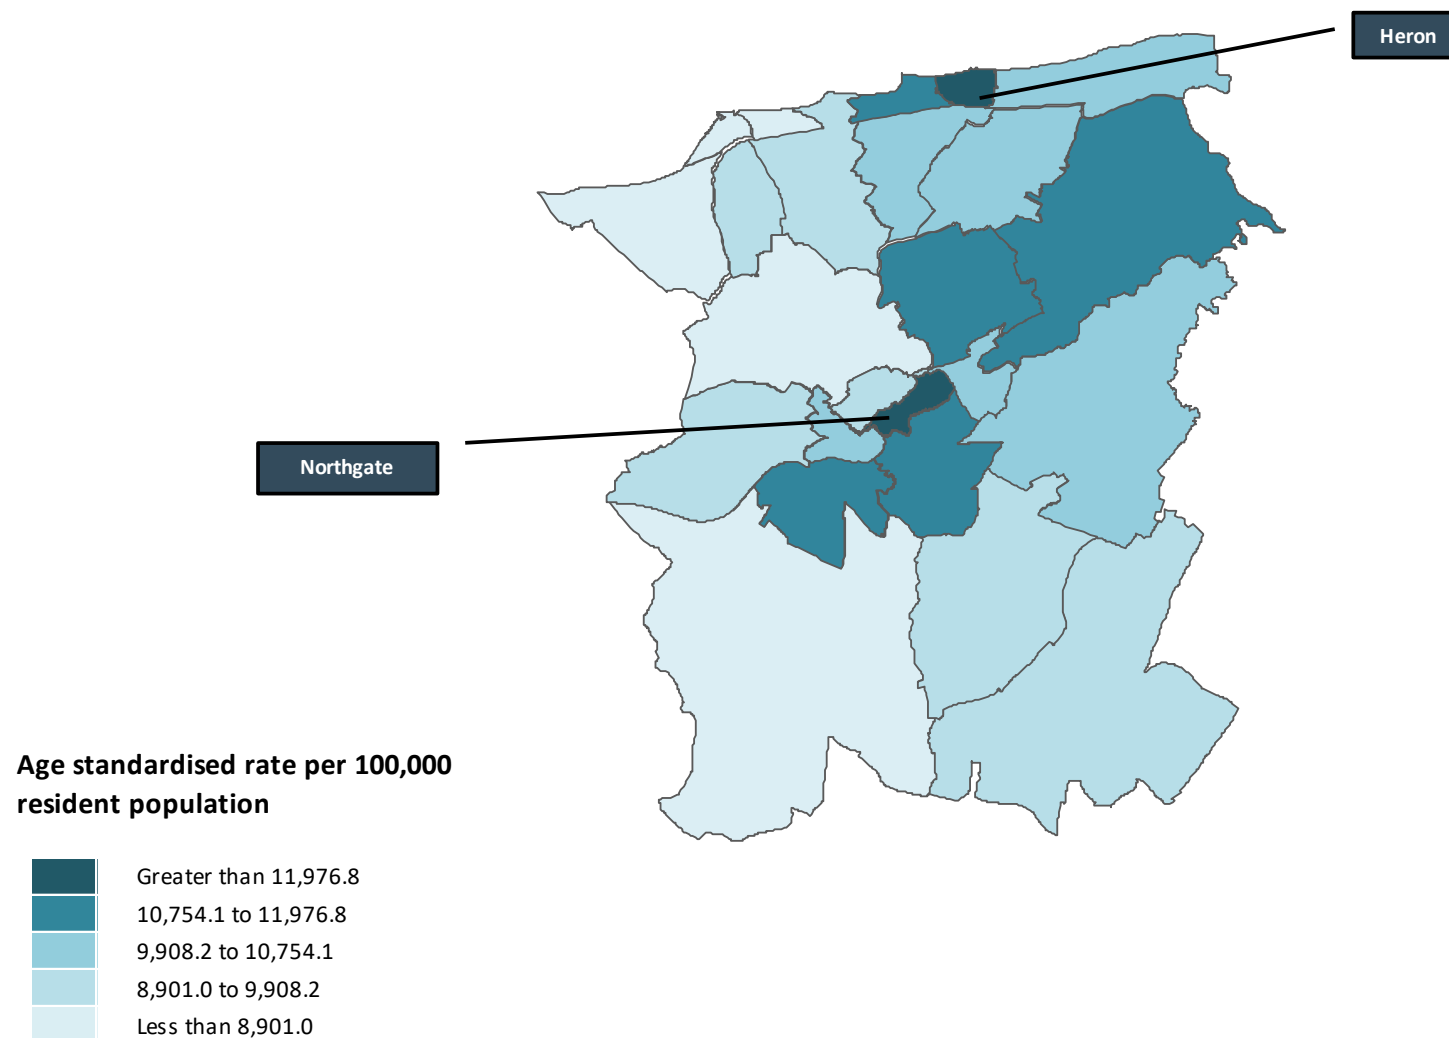 Heron
Northgate
Age standardised rate per 100,000
resident population
Greater than 11,976.8
10,754.1 to 11,976.8
9,908.2 to 10,754.1
8,901.0 to 9,908.2
Less than 8,901.0